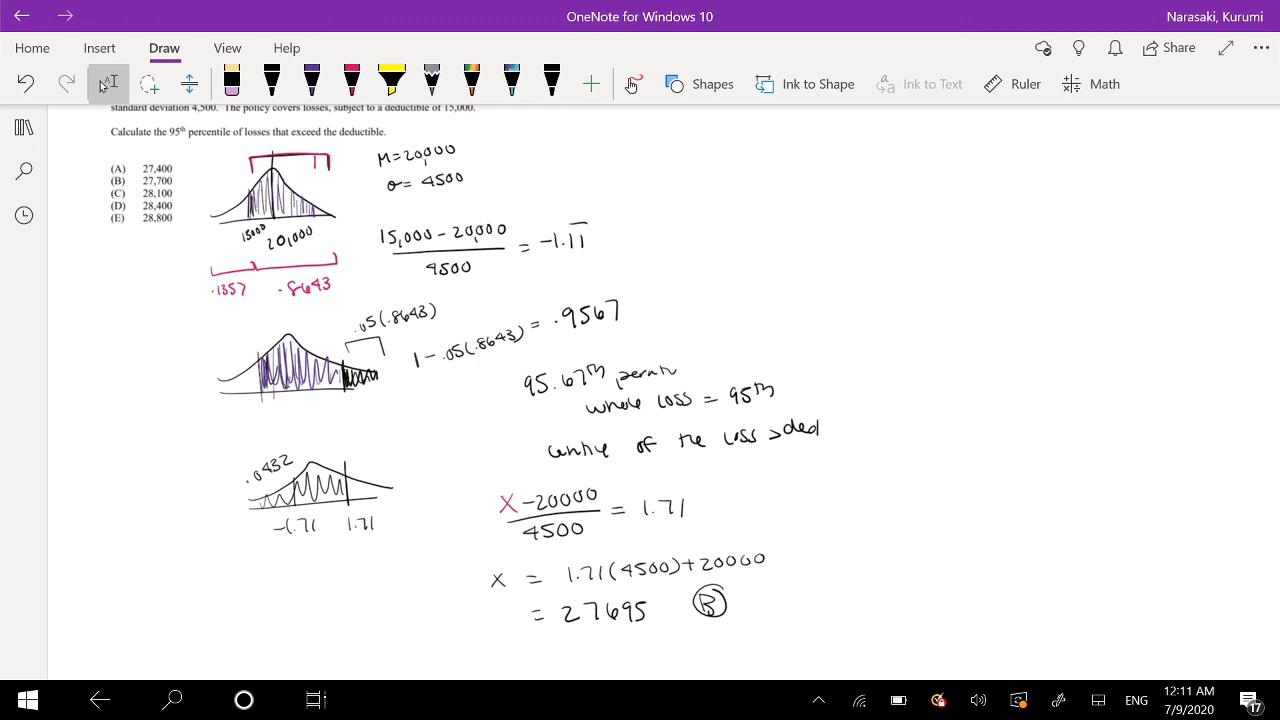 OneNote for Windows 10
Narasaki, Kurumi
Home Insert Draw View Help
Share
Shapes Ink to Shape Ink to Text Ruler Math
standard deviation 4,500. The policy covers losses, subject to a deductible of 15,000.
Calculate the 95th percentile of losses that exceed the deductible.
(A) 27,400
(B) 27,700
(C) 28,100
(D) 28,400
(E) 28,800
15000
20,000
.1357 .8643
μ = 20,000
σ = 4500
15,000 - 20,000
4500
= -1.11
.05(.8643)
1 - .05(.8643) = .9567
95.67th
whole loss = 95th
of the loss > ded
.0432
-1.71 1.71
X - 20000
4500
= 1.71
x = 1.71(4500)+20000
= 27695 B
ENG
12:11 AM
7/9/2020
17